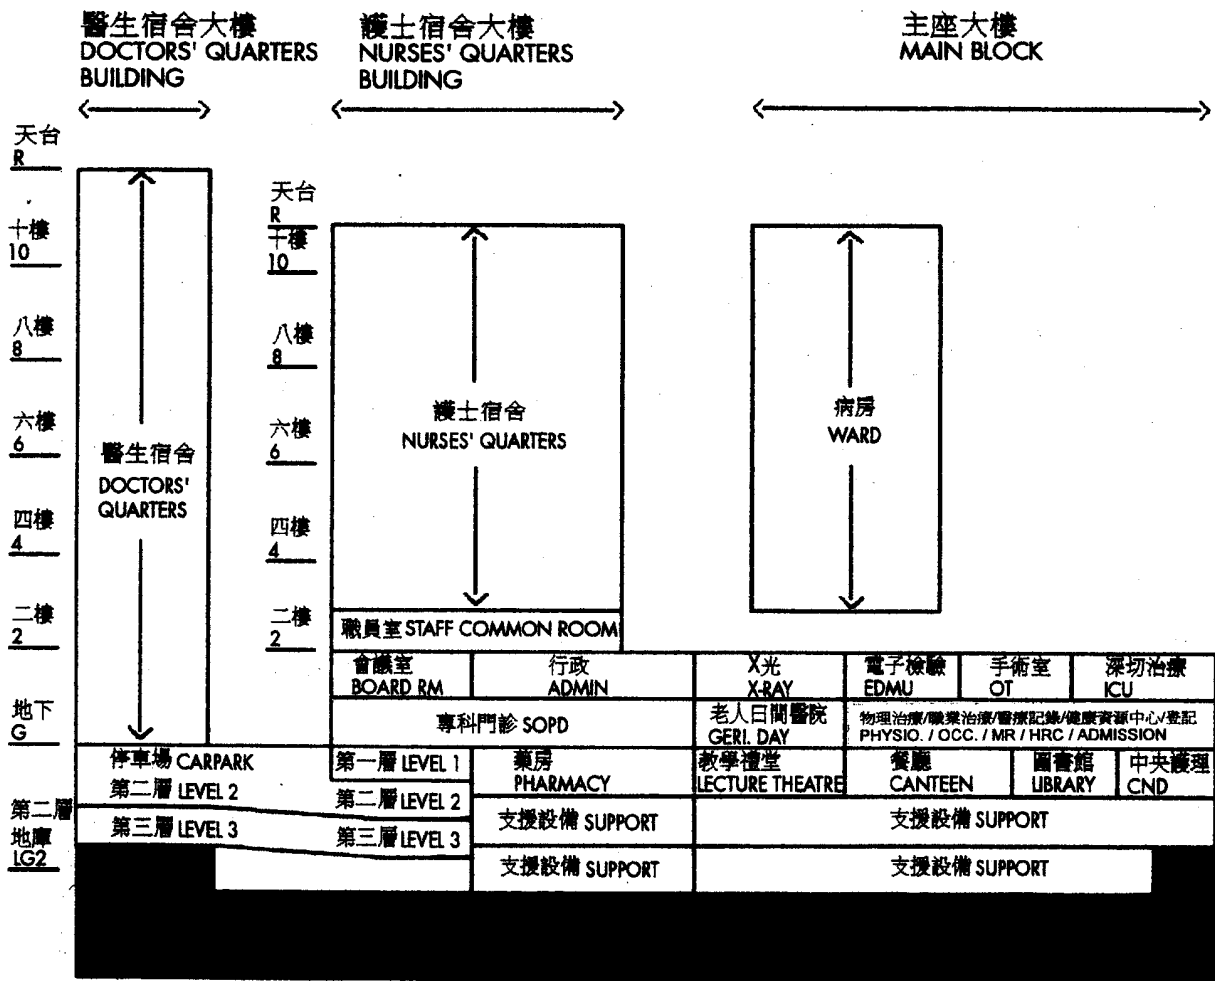 醫生宿舍大樓
DOCTORS' QUARTERS
BUILDING
護士宿舍大樓
NURSES' QUARTERS
BUILDING
主座大樓
MAIN BLOCK
天台
R
十樓
10
八樓
8
六樓
6
四樓
4
二樓
2
地下
G
第二層
地庫
LG2
天台
R
十樓
10
八樓
8
六樓
6
四樓
4
二樓
2
醫生宿舍
DOCTORS'
QUARTERS
護士宿舍
NURSES' QUARTERS
病房
WARD
職員室 STAFF COMMON ROOM
會議室
BOARD RM
行政
ADMIN
X光
X-RAY
電子檢驗
EDMU
手術室
OT
深切治療
ICU
專科門診 SOPD
老人日間醫院
GERI. DAY
物理治療/職業治療/醫療記錄/健康資源中心/登記
PHYSIO. / OCC. / MR / HRC / ADMISSION
停車場 CARPARK
第一層 LEVEL 1
藥房
PHARMACY
教學禮堂
LECTURE THEATRE
餐廳
CANTEEN
圖書館
LIBRARY
中央護理
CND
第二層 LEVEL 2
第二層 LEVEL 2
支援設備 SUPPORT
支援設備 SUPPORT
第三層 LEVEL 3
第三層 LEVEL 3
支援設備 SUPPORT
支援設備 SUPPORT